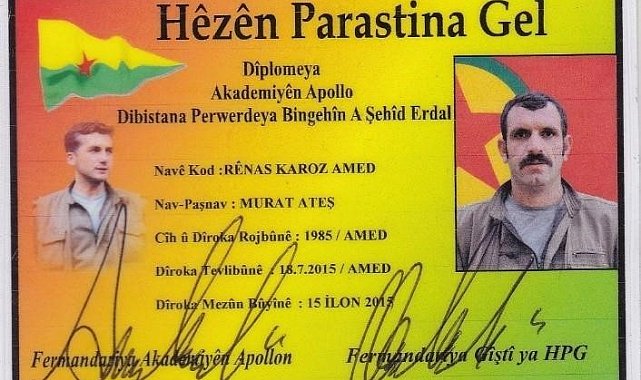 Hêzên Parastina Gel
Dîplomeya
Akademiyên Apollo
Dibistana Perwerdeya Bingehîn A Şehîd Erdal
Navê Kod :RÊNAS KAROZ AMED
Nav-Paşnav : MURAT ATEŞ
Cîh û Dîroka Rojbûnê : 1985 / AMED
Dîroka Tevlibûnê : 18.7.2015 / AMED
Dîroka Mezûn Bûyînê : 15 ÎLON 2015
Fermandariya Akademiyên Apollon
Fermandariya Giştî ya HPG